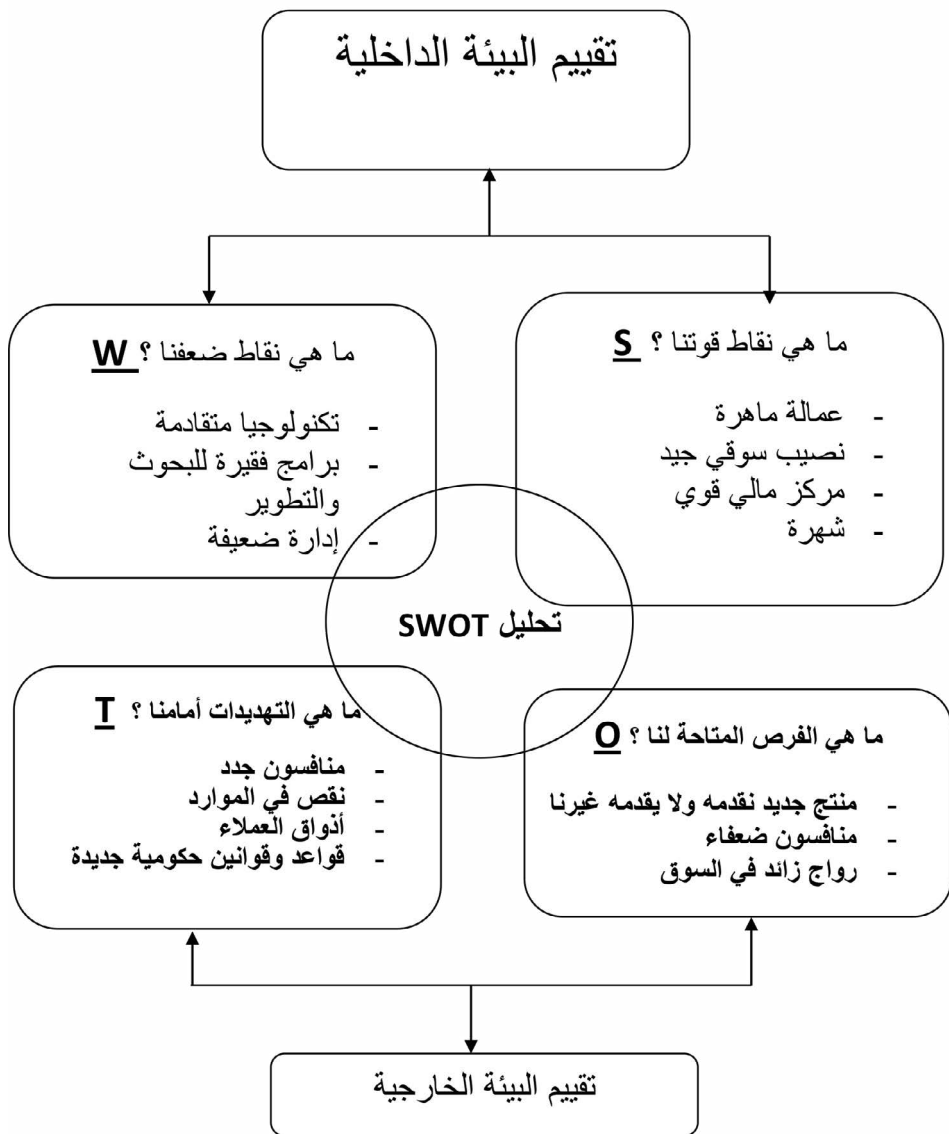 تقييم البيئة الداخلية
ما هي نقاط قوتنا ؟ S
- عمالة ماهرة
- نصيب سوقي جيد
- مركز مالي قوي
- شهرة
ما هي نقاط ضعفنا ؟ W
- تكنولوجيا متقادمة
- برامج فقيرة للبحوث
والتطوير
- إدارة ضعيفة
تحليل SWOT
ما هي الفرص المتاحة لنا ؟ O
- منتج جديد نقدمه ولا يقدمه غيرنا
- منافسون ضعفاء
- رواج زائد في السوق
ما هي التهديدات أمامنا ؟ T
- منافسون جدد
- نقص في الموارد
- أذواق العملاء
- قواعد وقوانين حكومية جديدة
تقييم البيئة الخارجية